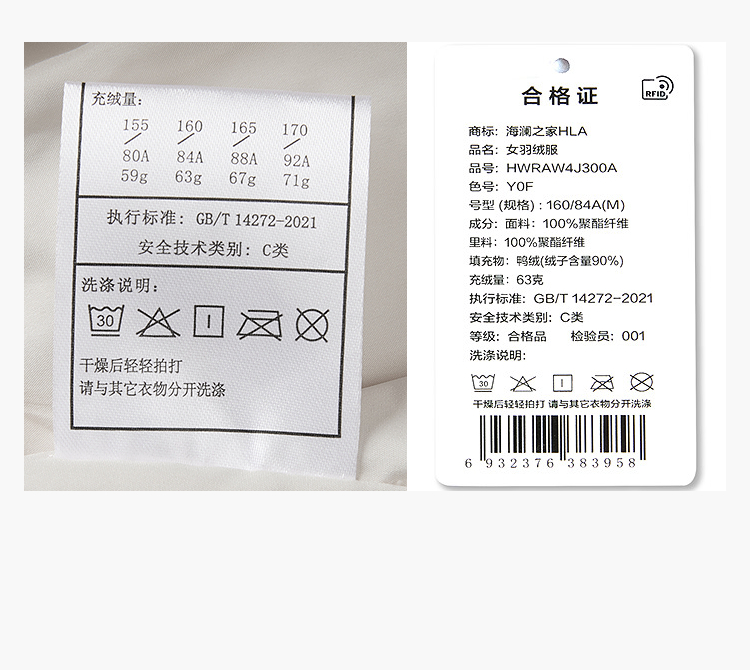 充绒量:
155 160 165 170
80A 84A 88A 92A
59g 63g 67g 71g
执行标准: GB/T 14272-2021
安全技术类别: C类
洗涤说明:
30
干燥后轻轻拍打
请与其它衣物分开洗涤
合格证
RFID
商标: 海澜之家HLA
品名: 女羽绒服
品号: HWRAW4J300A
色号: Y0F
号型(规格): 160/84A(M)
成分: 面料: 100%聚酯纤维
里料: 100%聚酯纤维
填充物: 鸭绒(绒子含量90%)
充绒量: 63克
执行标准: GB/T 14272-2021
安全技术类别: C类
等级: 合格品 检验员: 001
洗涤说明:
30
干燥后轻轻拍打 请与其它衣物分开洗涤
6 932376 383958